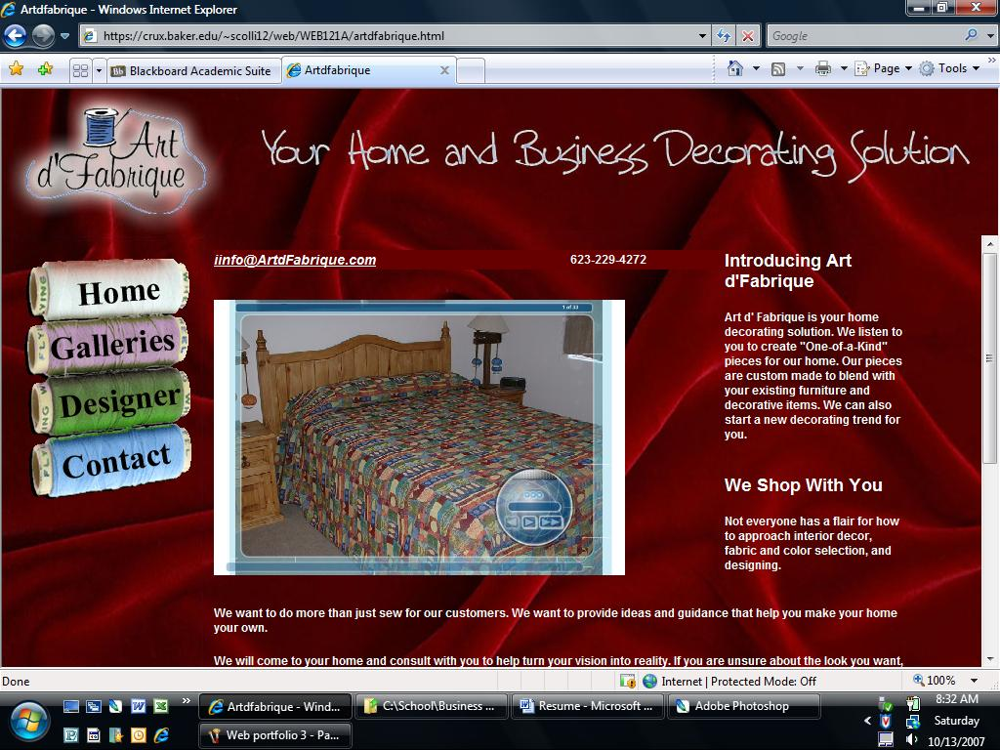 Artdfabrique - Windows Internet Explorer
https://crux.baker.edu/~scolli12/web/WEB121A/artdfabrique.html
Google
Blackboard Academic Suite
Artdfabrique
Page
Tools
Art
d'Fabrique
Your Home and Business Decorating Solution
Home
Galleries
Designer
Contact
iinfo@ArtdFabrique.com
623-229-4272
1 of 33
Introducing Art
d'Fabrique
Art d' Fabrique is your home
decorating solution. We listen to
you to create "One-of-a-Kind"
pieces for our home. Our pieces
are custom made to blend with
your existing furniture and
decorative items. We can also
start a new decorating trend for
you.
We Shop With You
Not everyone has a flair for how
to approach interior decor,
fabric and color selection, and
designing.
We want to do more than just sew for our customers. We want to provide ideas and guidance that help you make your home
your own.
We will come to your home and consult with you to help turn your vision into reality. If you are unsure about the look you want,
Done
Internet | Protected Mode: Off
100%
Artdfabrique - Wind...
C:\School\Business ...
Resume - Microsoft ...
Adobe Photoshop
Web portfolio 3 - Pa...
8:32 AM
Saturday
10/13/2007